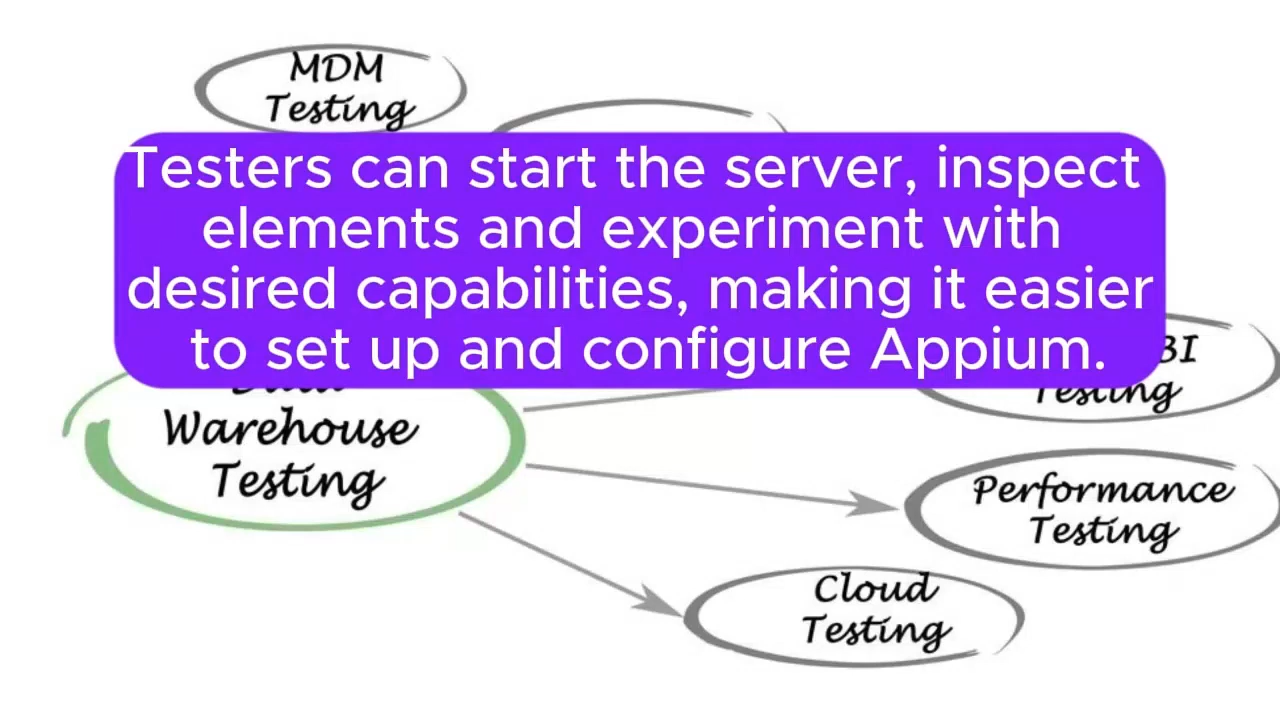 MDM
Testing
Testers can start the server, inspect
elements and experiment with
desired capabilities, making it easier
to set up and configure Appium.
BI
Testing
Warehouse
Testing
Performance
Testing
Cloud
Testing